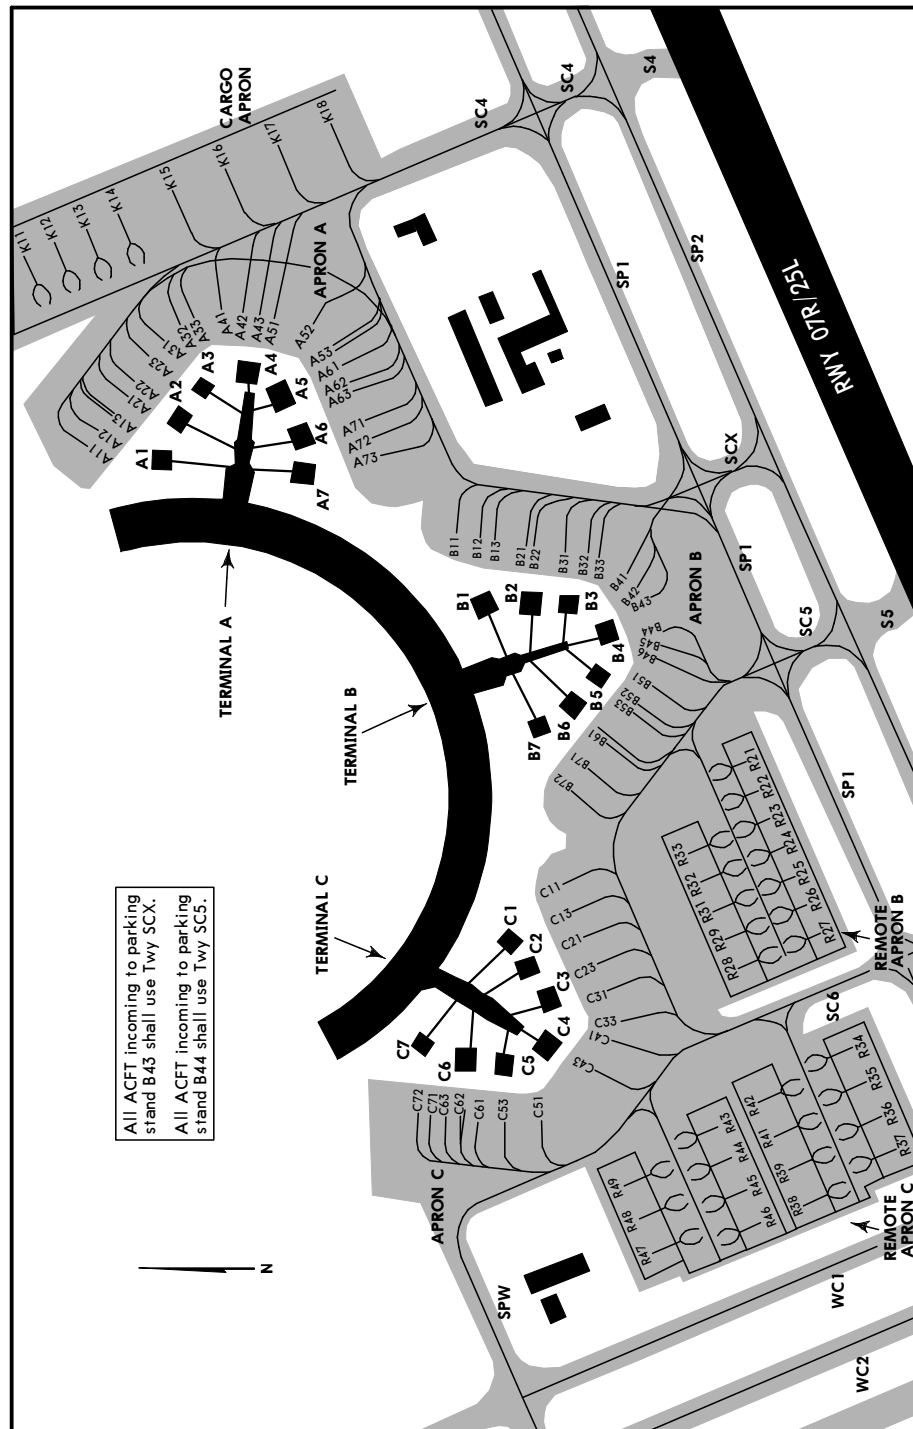 CARGO
APRON
K11
K12
K13
K14
K15
K16
K17
K18
SC4
SC4
S4
APRON A
A11
A12
A13
A21
A22
A23
A31
A32
A33
A41
A42
A43
A51
A52
A53
A61
A62
A63
A71
A72
A73
A1
A2
A3
A4
A5
A6
A7
TERMINAL A
SP1
SP2
RWY 07R/25L
SCX
B11
B12
B13
B21
B22
B31
B32
B33
B41
B42
B43
APRON B
B44
B45
B46
B51
B52
B53
B61
B71
B72
B1
B2
B3
B4
B5
B6
B7
TERMINAL B
SP1
SC5
S5
SP1
R21
R22
R23
R24
R25
R26
R27
R28
R29
R31
R32
R33
REMOTE
APRON B
TERMINAL C
C1
C2
C3
C4
C5
C6
C7
C11
C13
C21
C23
C31
C33
C41
C43
C51
C53
C61
C62
C63
C71
C72
APRON C
SC6
R34
R35
R36
R37
R38
R39
R41
R42
R43
R44
R45
R46
R47
R48
R49
REMOTE
APRON C
SPW
WC1
WC2
All ACFT incoming to parking
stand B43 shall use Twy SCX.
All ACFT incoming to parking
stand B44 shall use Twy SC5.
N